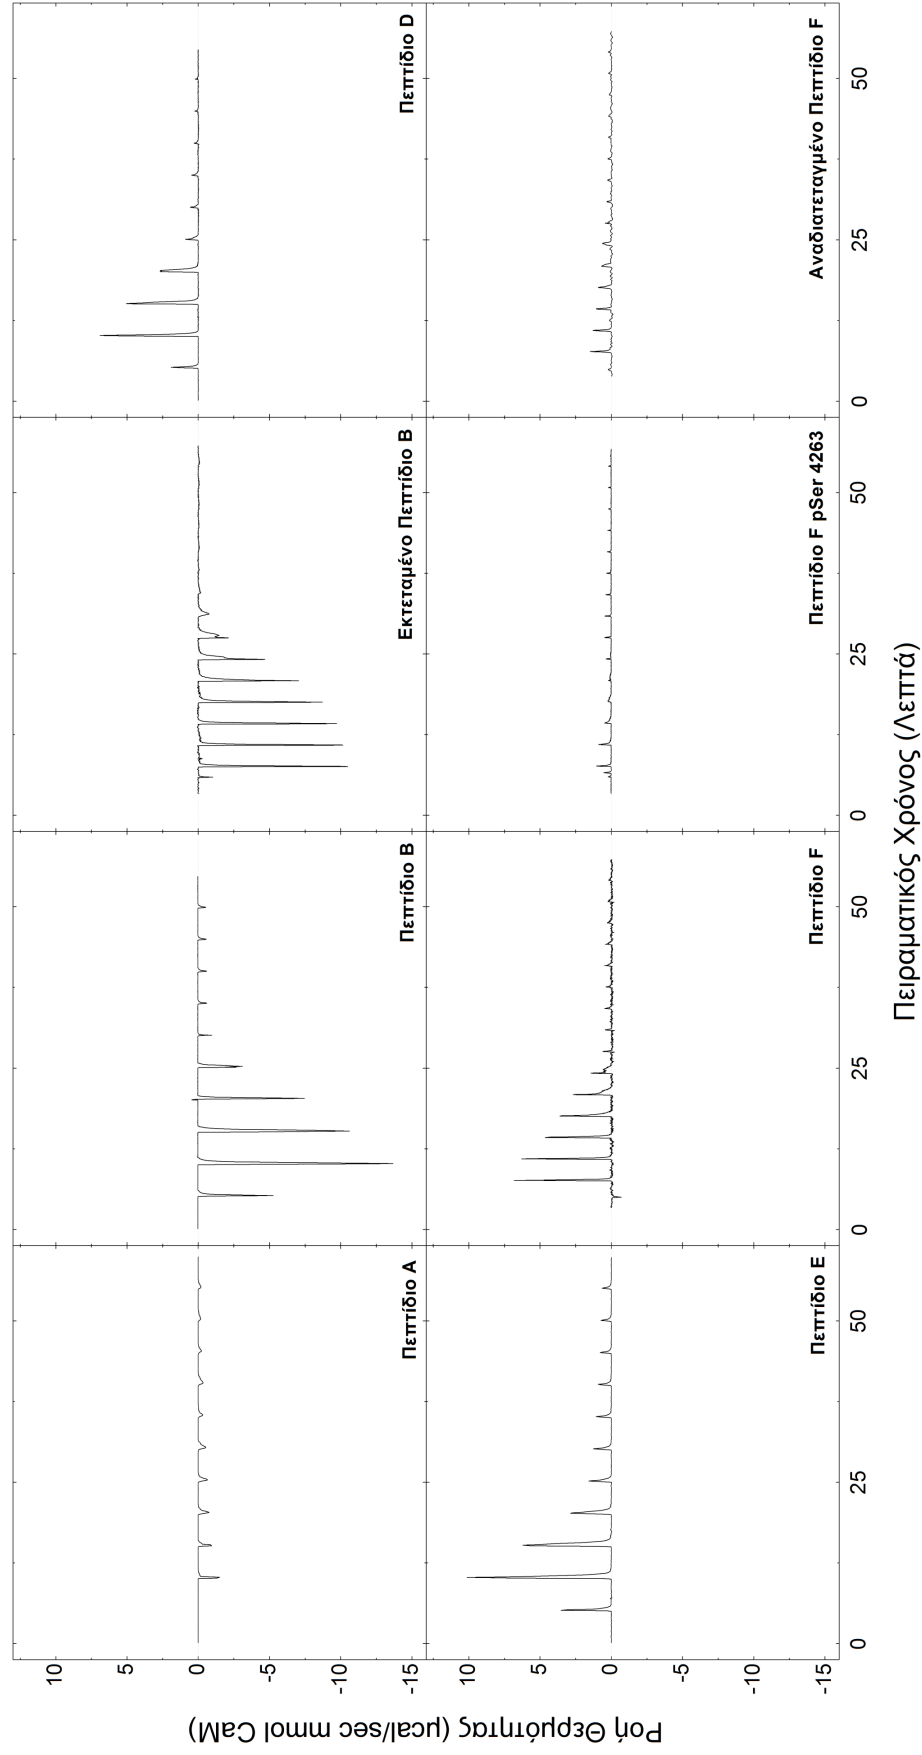 Ροή Θερμότητας (μcal/sec mmol CaM)
10
5
0
-5
-10
-15
Πεπτίδιο Α
Πεπτίδιο Β
Εκτεταμένο Πεπτίδιο Β
Πεπτίδιο D
10
5
0
-5
-10
-15
Πεπτίδιο Ε
Πεπτίδιο F
Πεπτίδιο F pSer 4263
Αναδιατεταγμένο Πεπτίδιο F
0 25 50 0 25 50 0 25 50 0 25 50
Πειραματικός Χρόνος (Λεπτά)